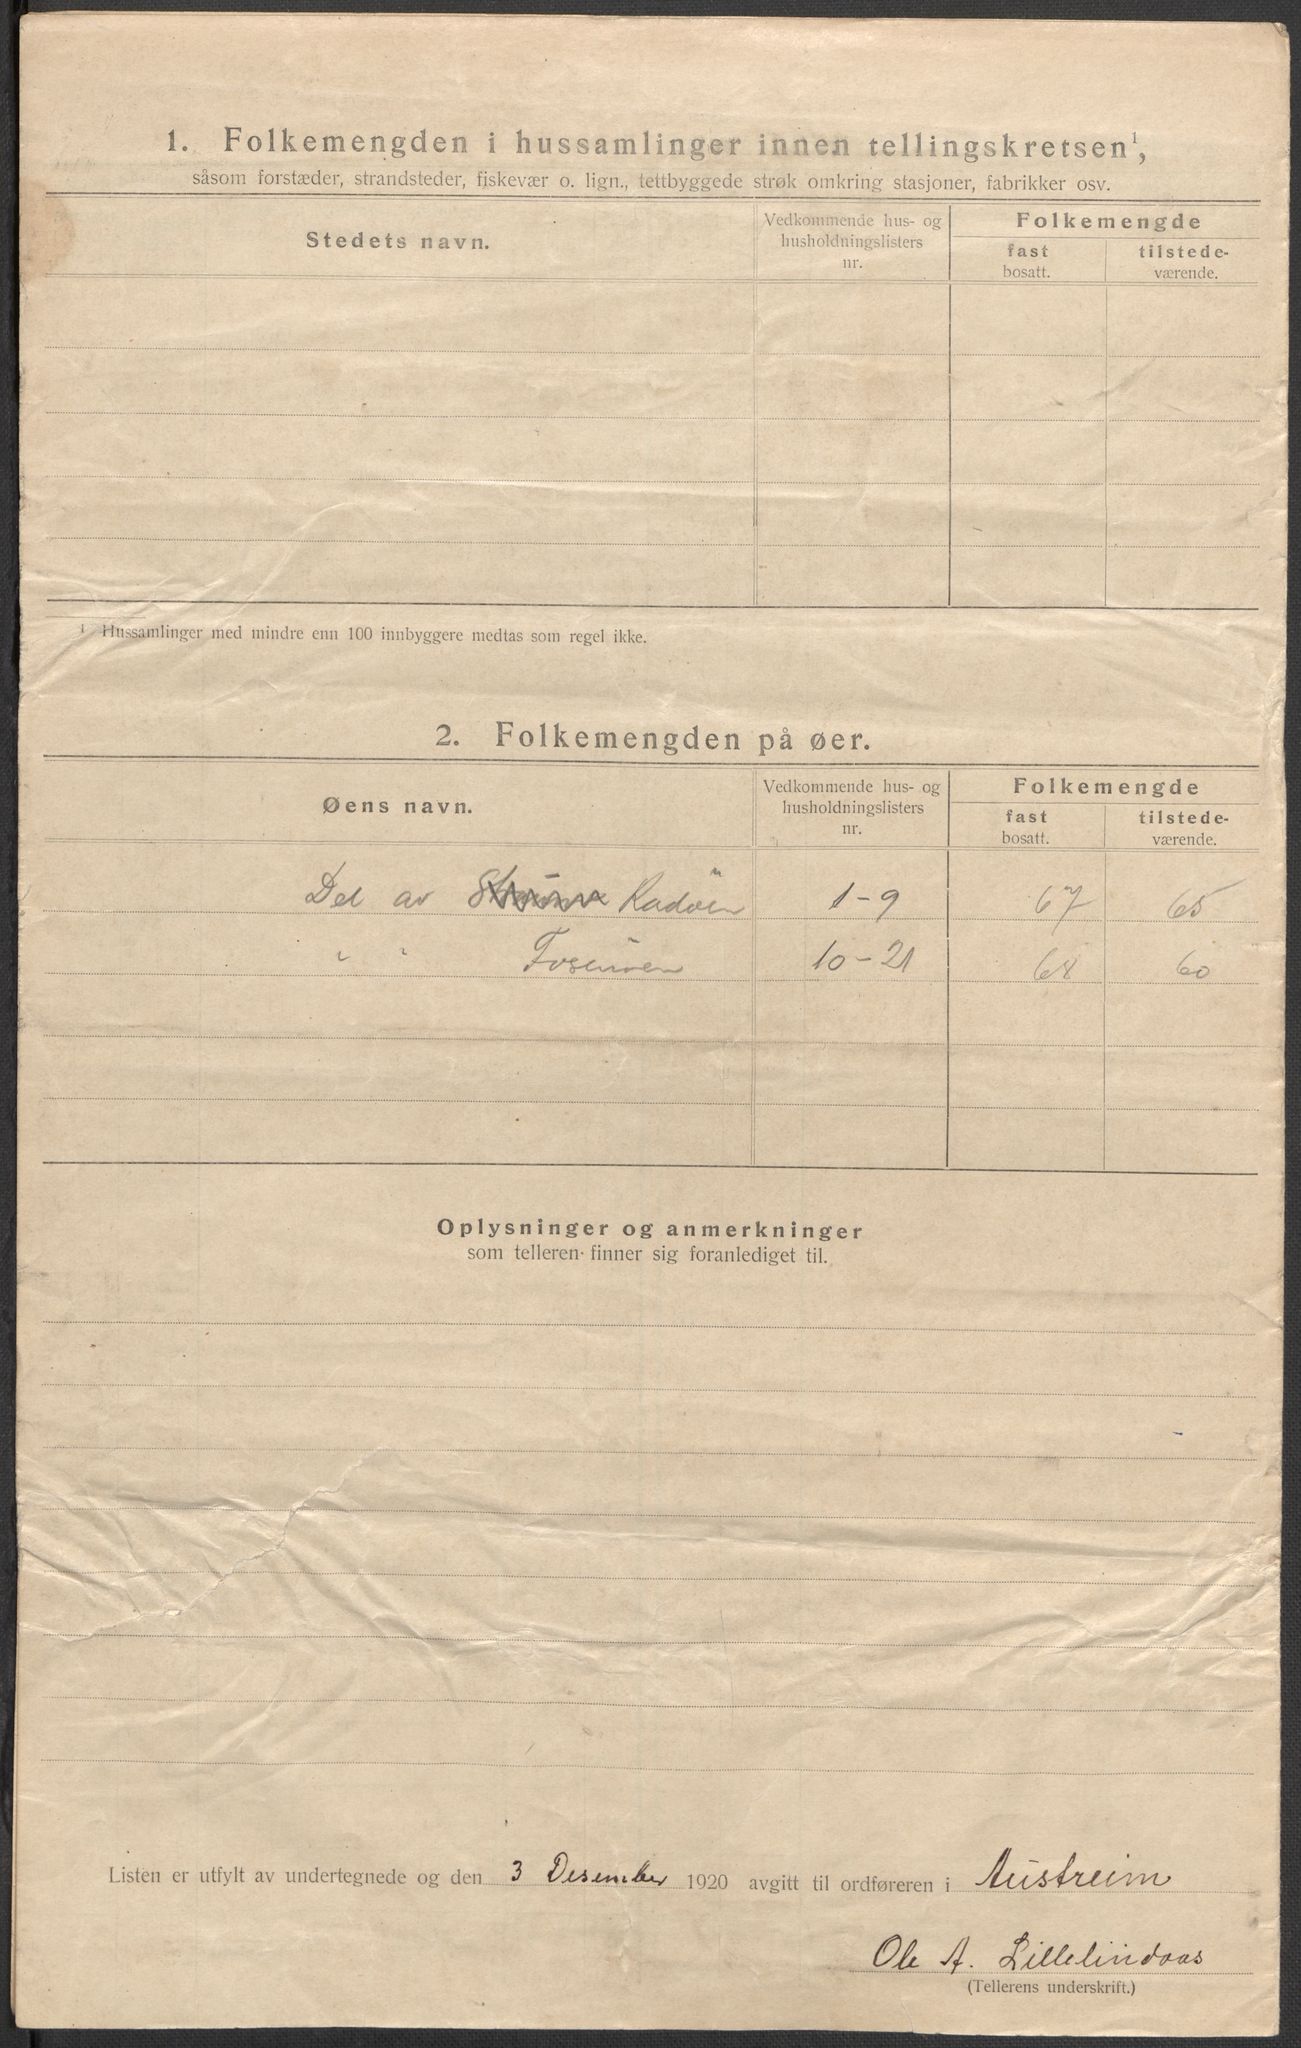 1. Folkemengden i hussamlinger innen tellingskretsen¹,
såsom forstæder, strandsteder, fiskevær o. lign., tettbyggede strøk omkring stasjoner, fabrikker osv.
Stedets navn.
Vedkommende hus- og
husholdningslisters
nr.
Folkemengde
fast
bosatt.
tilstede-
værende.
¹ Hussamlinger med mindre enn 100 innbyggere medtas som regel ikke.
2. Folkemengden på øer.
Øens navn.
Vedkommende hus- og
husholdningslisters
nr.
Folkemengde
fast
bosatt.
tilstede-
værende.
Del av Radöen 1-9 67 65
" " Fosenöen 10-21 68 60
Oplysninger og anmerkninger
som telleren finner sig foranlediget til.
Listen er utfylt av undertegnede og den 3 Desember 1920 avgitt til ordføreren i Austreim
Ole A. Lillelindaas
(Tellerens underskrift.)